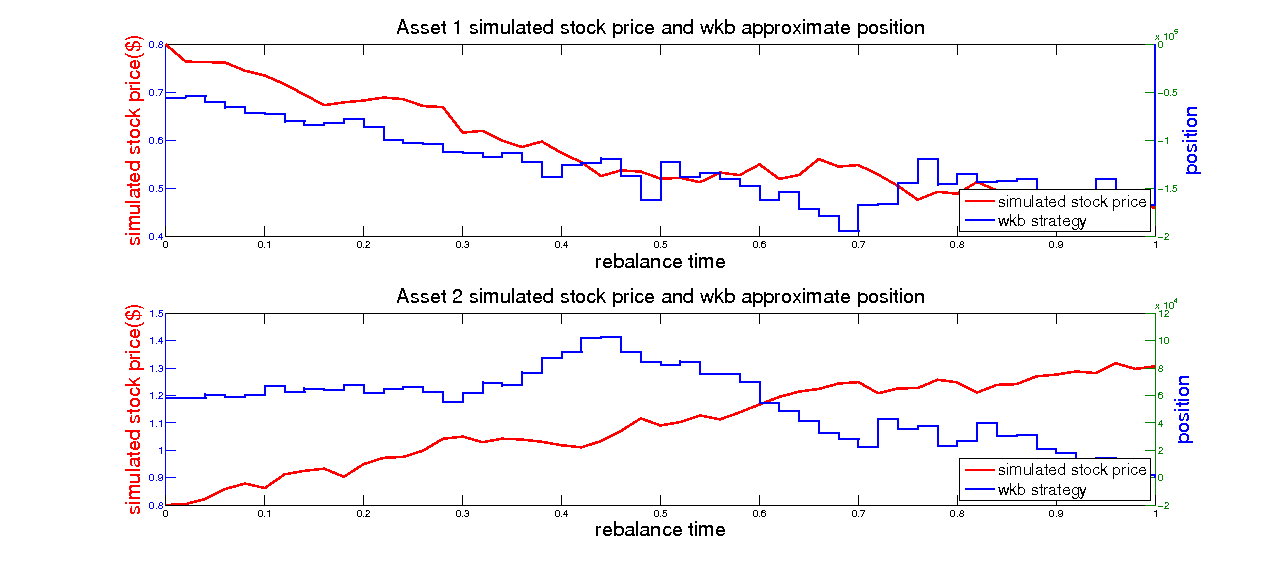 Asset 1 simulated stock price and wkb approximate position
x 10^5
simulated stock price($)
0.8
0.7
0.6
0.5
0.4
0
-0.5
-1
-1.5
-2
position
simulated stock price
wkb strategy
0 0.1 0.2 0.3 0.4 0.5 0.6 0.7 0.8 0.9 1
rebalance time
Asset 2 simulated stock price and wkb approximate position
x 10^4
simulated stock price($)
1.5
1.4
1.3
1.2
1.1
1
0.9
0.8
12
10
8
6
4
2
0
-2
position
simulated stock price
wkb strategy
0 0.1 0.2 0.3 0.4 0.5 0.6 0.7 0.8 0.9 1
rebalance time